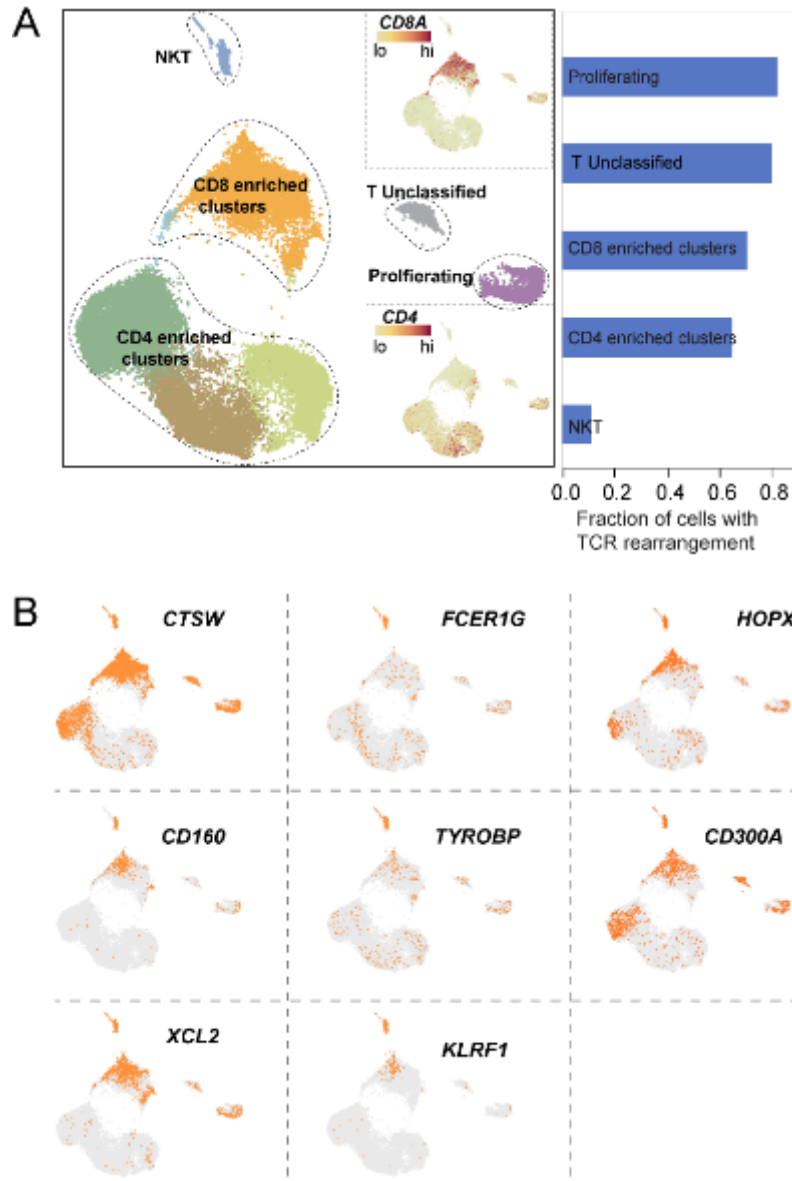 A
NKT
CD8A
lo hi
CD8 enriched
clusters
T Unclassified
Prolfierating
CD4 enriched
clusters
CD4
lo hi
Proliferating
T Unclassified
CD8 enriched clusters
CD4 enriched clusters
NKT
0.0 0.2 0.4 0.6 0.8
Fraction of cells with
TCR rearrangement
B
CTSW
FCER1G
HOPX
CD160
TYROBP
CD300A
XCL2
KLRF1